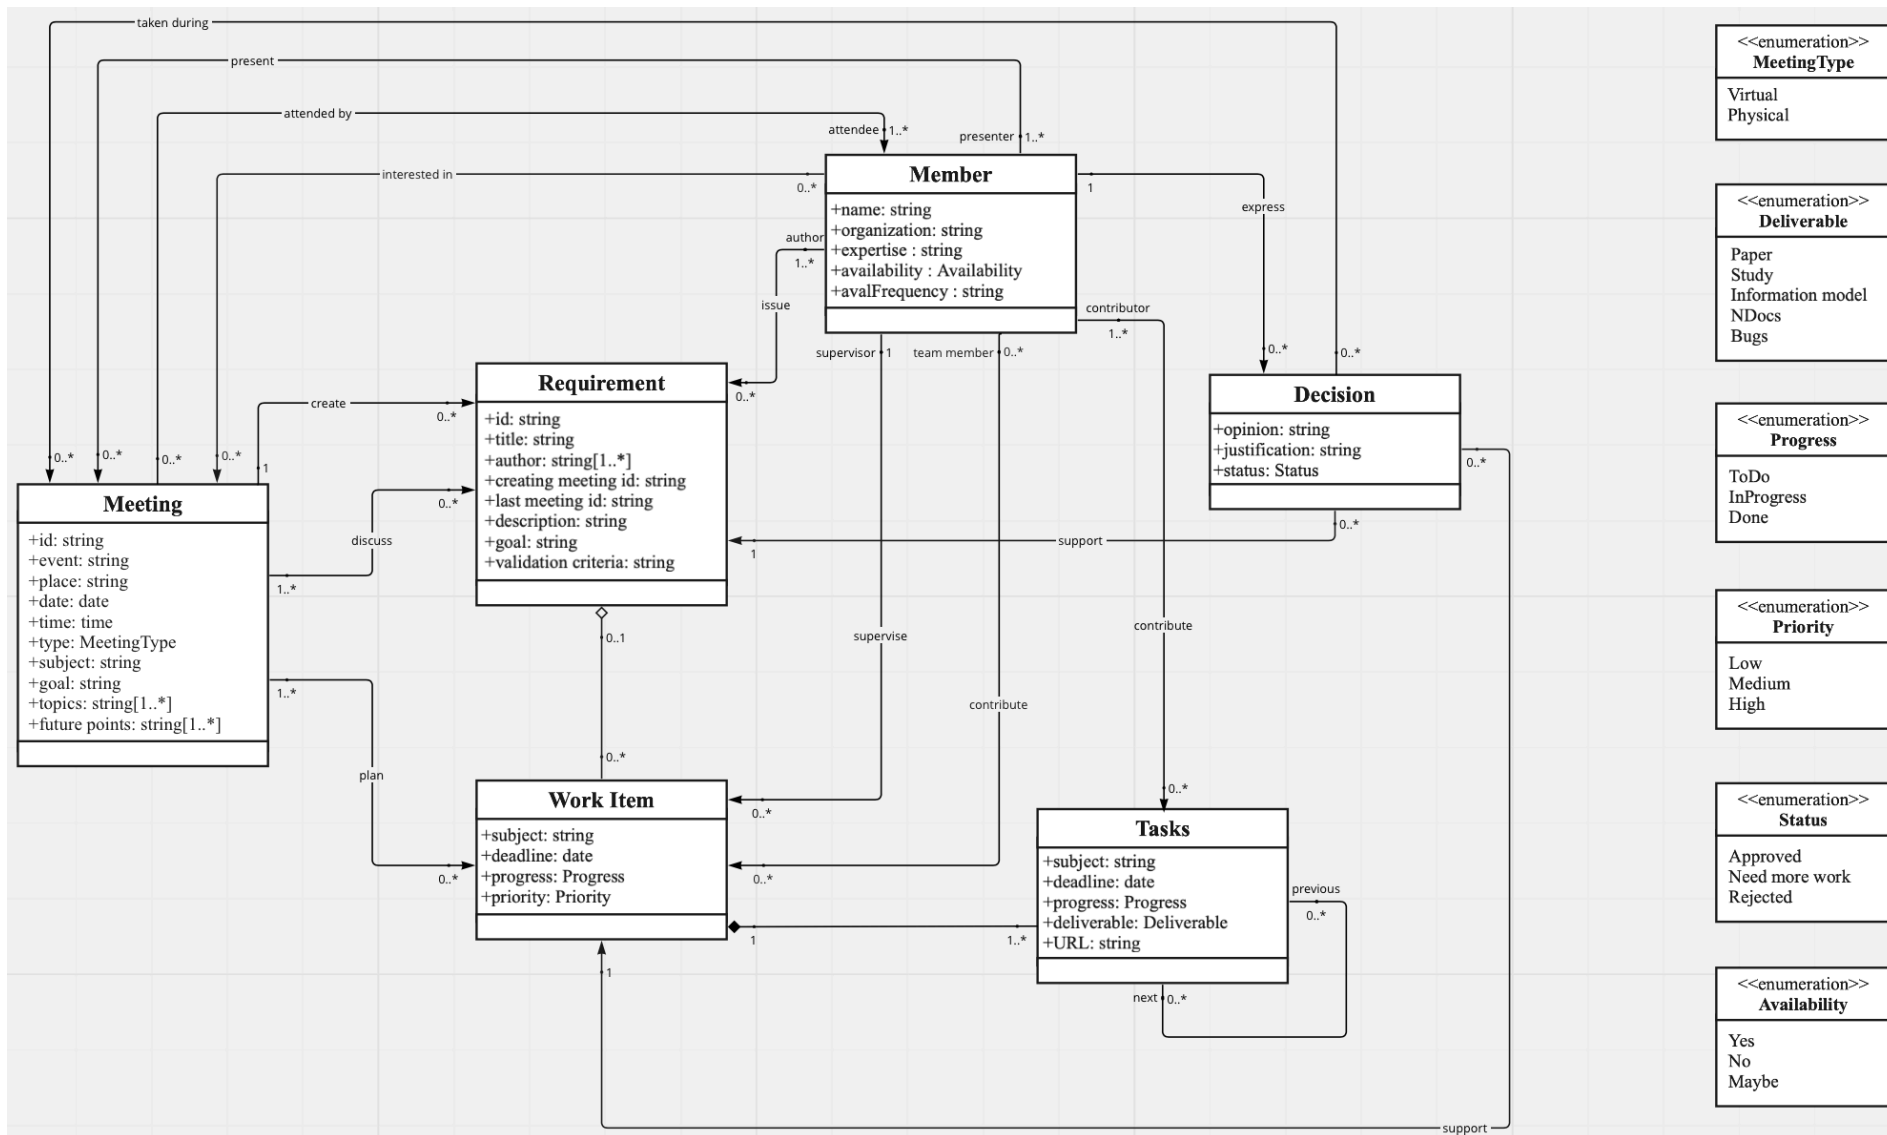 taken during
present
attended by
attendee
1..*
presenter
1..*
interested in
0..*
Member
+name: string
+organization: string
+expertise : string
+availability : Availability
+avalFrequency : string
1
express
author
1..*
issue
0..*
contributor
1..*
supervisor
1
team member
0..*
0..*
0..*
Requirement
+id: string
+title: string
+author: string[1..*]
+creating meeting id: string
+last meeting id: string
+description: string
+goal: string
+validation criteria: string
create
0..*
Decision
+opinion: string
+justification: string
+status: Status
0..*
0..*
0..*
0..*
0..*
0..*
1
Meeting
+id: string
+event: string
+place: string
+date: date
+time: time
+type: MeetingType
+subject: string
+goal: string
+topics: string[1..*]
+future points: string[1..*]
0..*
discuss
1..*
0..*
support
1
0..1
supervise
contribute
1..*
contribute
plan
0..*
0..*
Work Item
+subject: string
+deadline: date
+progress: Progress
+priority: Priority
0..*
0..*
0..*
Tasks
+subject: string
+deadline: date
+progress: Progress
+deliverable: Deliverable
+URL: string
previous
0..*
1
1..*
1
next
0..*
support
<<enumeration>>
MeetingType
Virtual
Physical
<<enumeration>>
Deliverable
Paper
Study
Information model
NDocs
Bugs
<<enumeration>>
Progress
ToDo
InProgress
Done
<<enumeration>>
Priority
Low
Medium
High
<<enumeration>>
Status
Approved
Need more work
Rejected
<<enumeration>>
Availability
Yes
No
Maybe